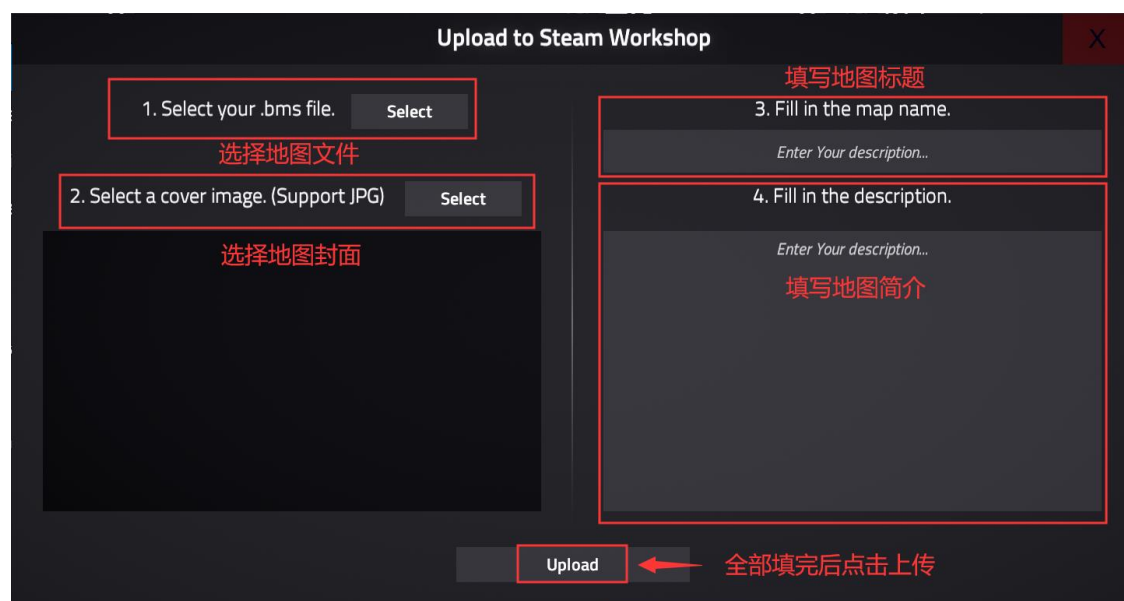 Upload to Steam Workshop
X
1. Select your .bms file.
Select
选择地图文件
2. Select a cover image. (Support JPG)
Select
选择地图封面
填写地图标题
3. Fill in the map name.
Enter Your description...
4. Fill in the description.
Enter Your description...
填写地图简介
Upload
全部填完后点击上传